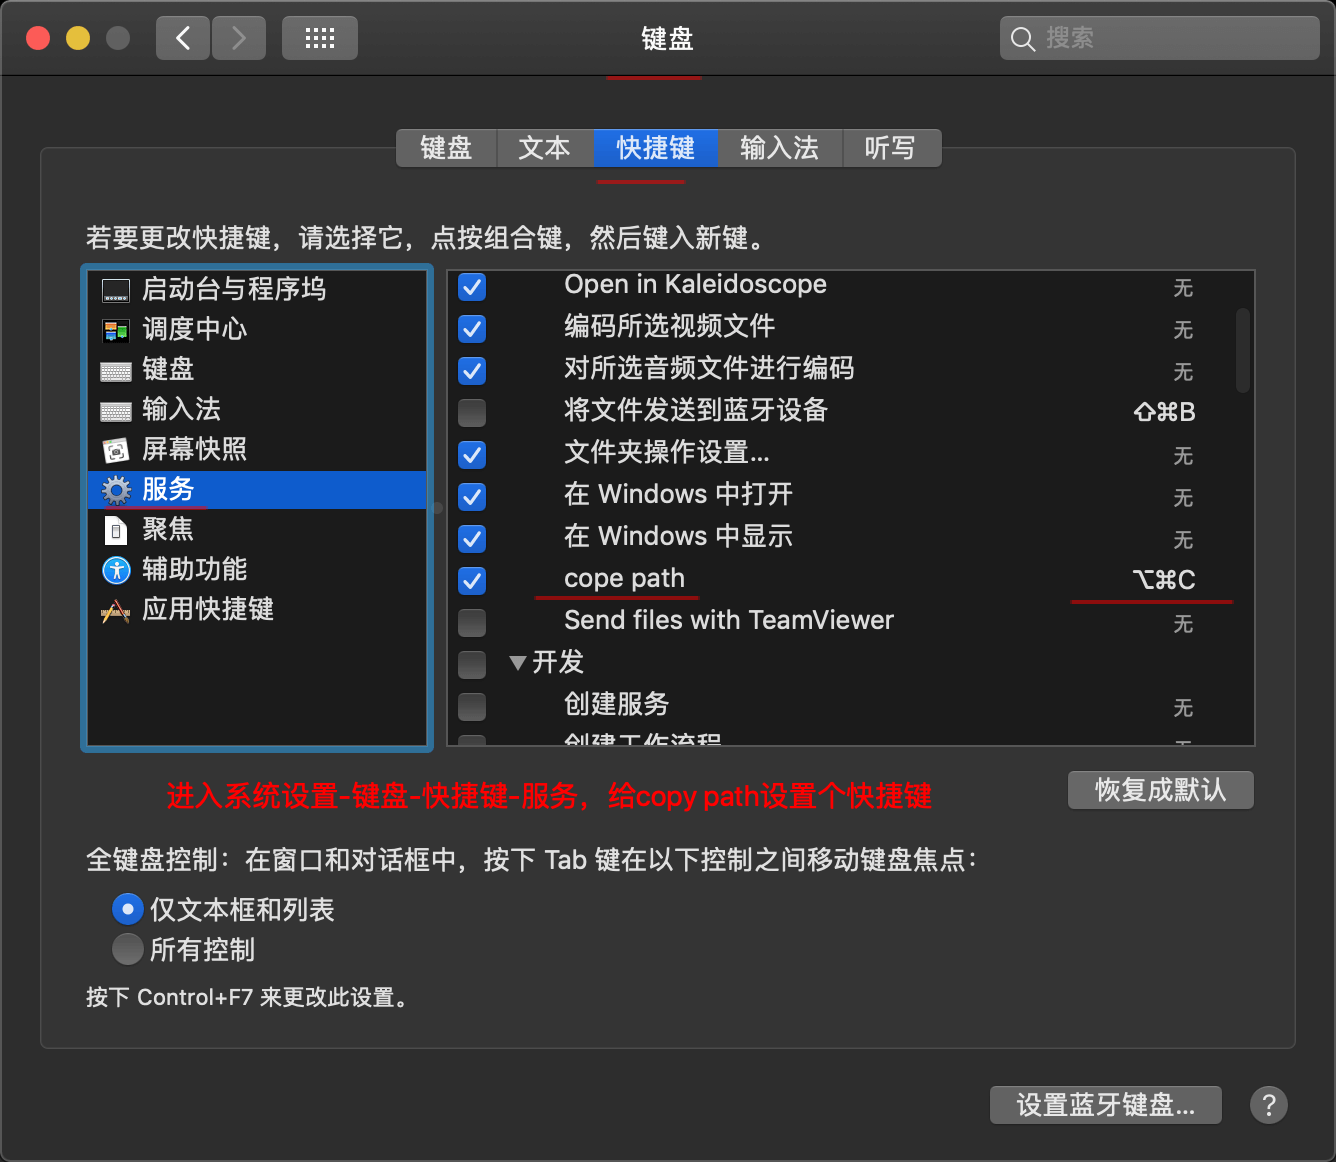 键盘
搜索
键盘 文本 快捷键 输入法 听写
若要更改快捷键，请选择它，点按组合键，然后键入新键。
启动台与程序坞
调度中心
键盘
输入法
屏幕快照
服务
聚焦
辅助功能
应用快捷键
Open in Kaleidoscope 无
编码所选视频文件 无
对所选音频文件进行编码 无
将文件发送到蓝牙设备 ⇧⌘B
文件夹操作设置... 无
在 Windows 中打开 无
在 Windows 中显示 无
cope path ⌥⌘C
Send files with TeamViewer 无
▼开发
创建服务 无
创建工作流程 无
进入系统设置-键盘-快捷键-服务，给copy path设置个快捷键
恢复成默认
全键盘控制：在窗口和对话框中，按下 Tab 键在以下控制之间移动键盘焦点：
仅文本框和列表
所有控制
按下 Control+F7 来更改此设置。
设置蓝牙键盘... ?